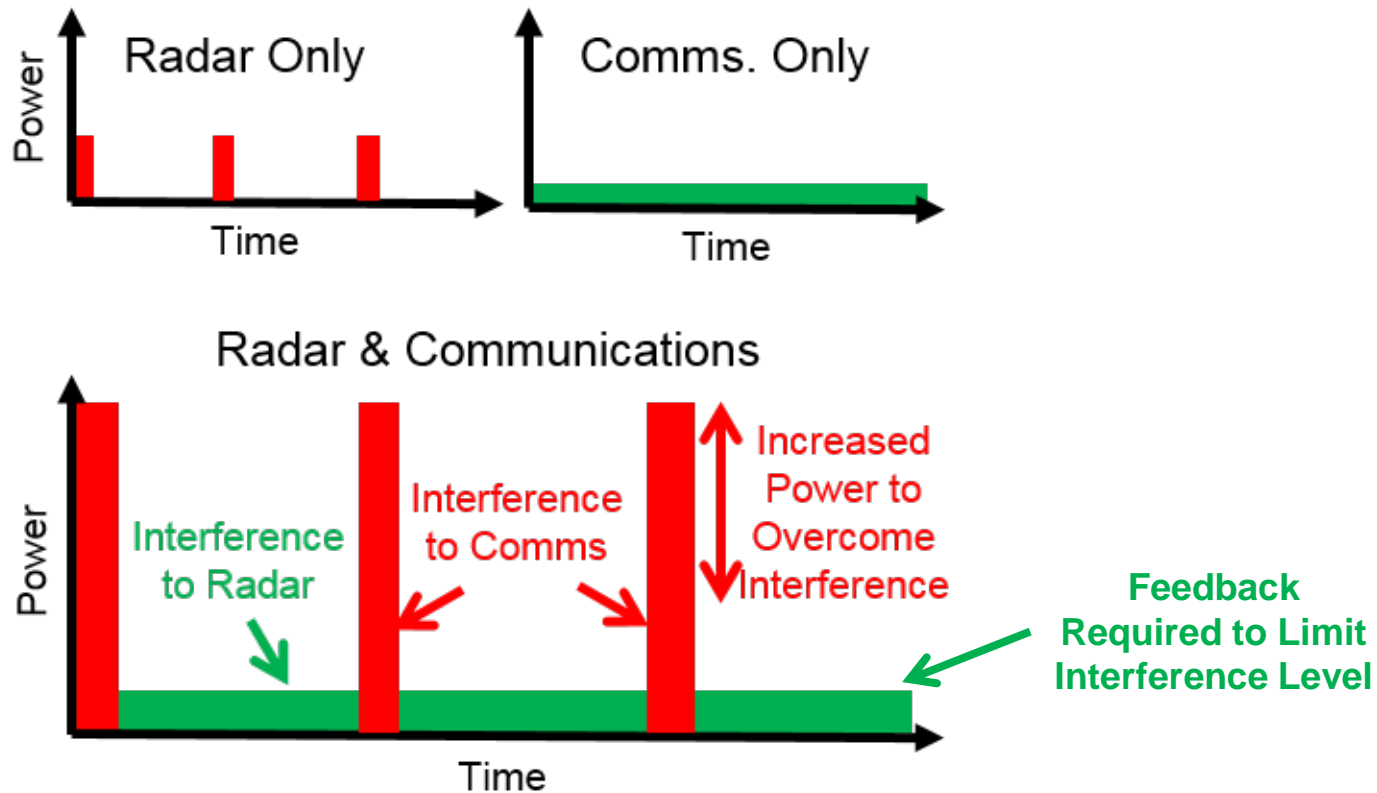 Radar Only
Power
Time
Comms. Only
Time
Radar & Communications
Power
Interference
to Radar
Interference
to Comms
Increased
Power to
Overcome
Interference
Feedback
Required to Limit
Interference Level
Time